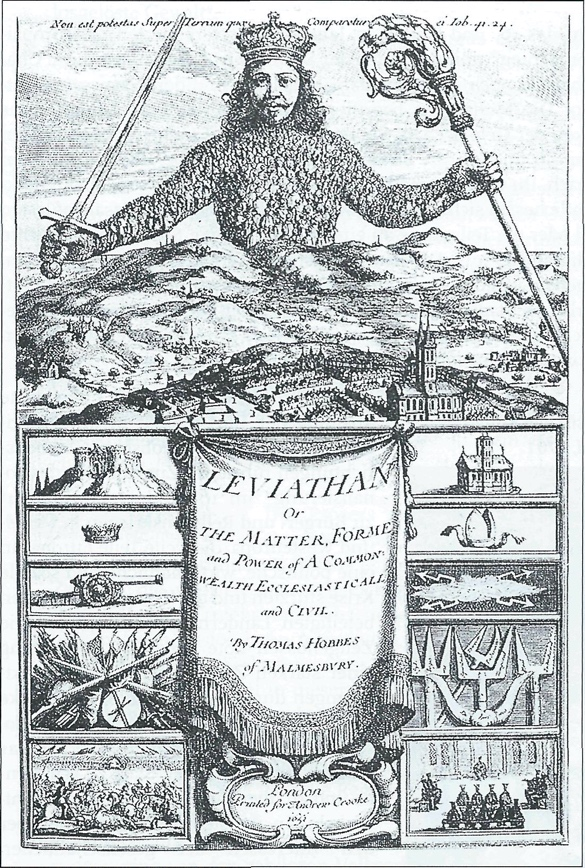 Non est potestas Super Terram quæ Comparetur ei Iob. 41. 24.
LEVIATHAN
Or
THE MATTER, FORME
and POWER of A COMMON-
WEALTH ECCLESIASTICALL
and CIVIL.
By THOMAS HOBBES
of MALMESBURY.
London
Printed for Andrew Crooke
1651